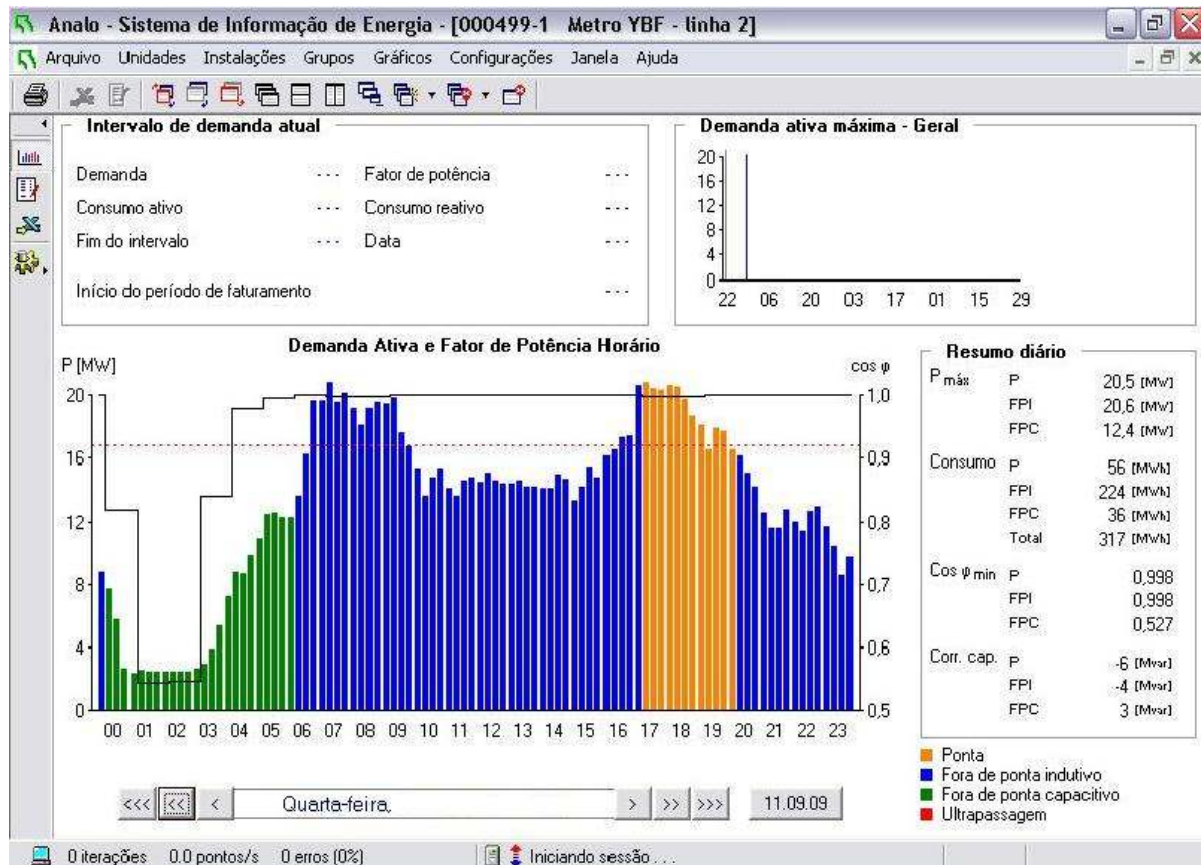 Analo - Sistema de Informação de Energia - [000499-1 Metro YBF - linha 2]
Arquivo Unidades Instalações Grupos Gráficos Configurações Janela Ajuda
Intervalo de demanda atual
Demanda --- Fator de potência ---
Consumo ativo --- Consumo reativo ---
Fim do intervalo --- Data ---
Início do período de faturamento ---
Demanda ativa máxima - Geral
20
16
12
8
4
0
22 06 20 03 17 01 15 29
Demanda Ativa e Fator de Potência Horário
P [MW]
cos φ
20 1,0
16 0,9
12 0,8
8 0,7
4 0,6
0 0,5
00 01 02 03 04 05 06 07 08 09 10 11 12 13 14 15 16 17 18 19 20 21 22 23
Resumo diário
P máx P 20,5 [MW]
FPI 20,6 [MW]
FPC 12,4 [MW]
Consumo P 56 [MWh]
FPI 224 [MWh]
FPC 36 [MWh]
Total 317 [MWh]
Cos φ min P 0,998
FPI 0,998
FPC 0,527
Corr. cap. P -6 [Mvar]
FPI -4 [Mvar]
FPC 3 [Mvar]
Ponta
Fora de ponta indutivo
Fora de ponta capacitivo
Ultrapassagem
<<< << < Quarta-feira, > >> >>> 11.09.09
0 iterações 0.0 pontos/s 0 erros (0%) Iniciando sessão . . .